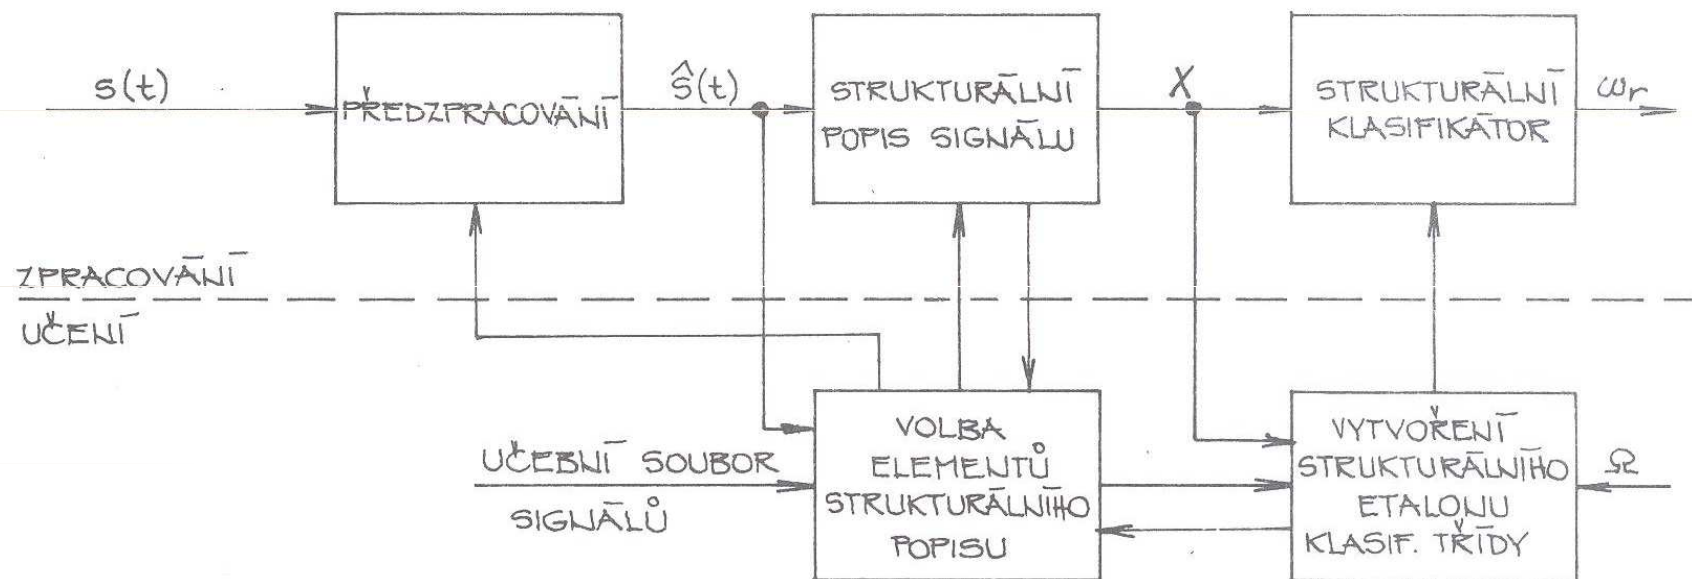 s(t)
PŘEDZPRACOVÁNÍ
ŝ(t)
STRUKTURÁLNÍ
POPIS SIGNÁLU
X
STRUKTURÁLNÍ
KLASIFIKÁTOR
ωr
ZPRACOVÁNÍ
UČENÍ
UČEBNÍ SOUBOR
SIGNÁLŮ
VOLBA
ELEMENTŮ
STRUKTURÁLNÍHO
POPISU
VYTVOŘENÍ
STRUKTURÁLNÍHO
ETALONU
KLASIF. TŘÍDY
Ω